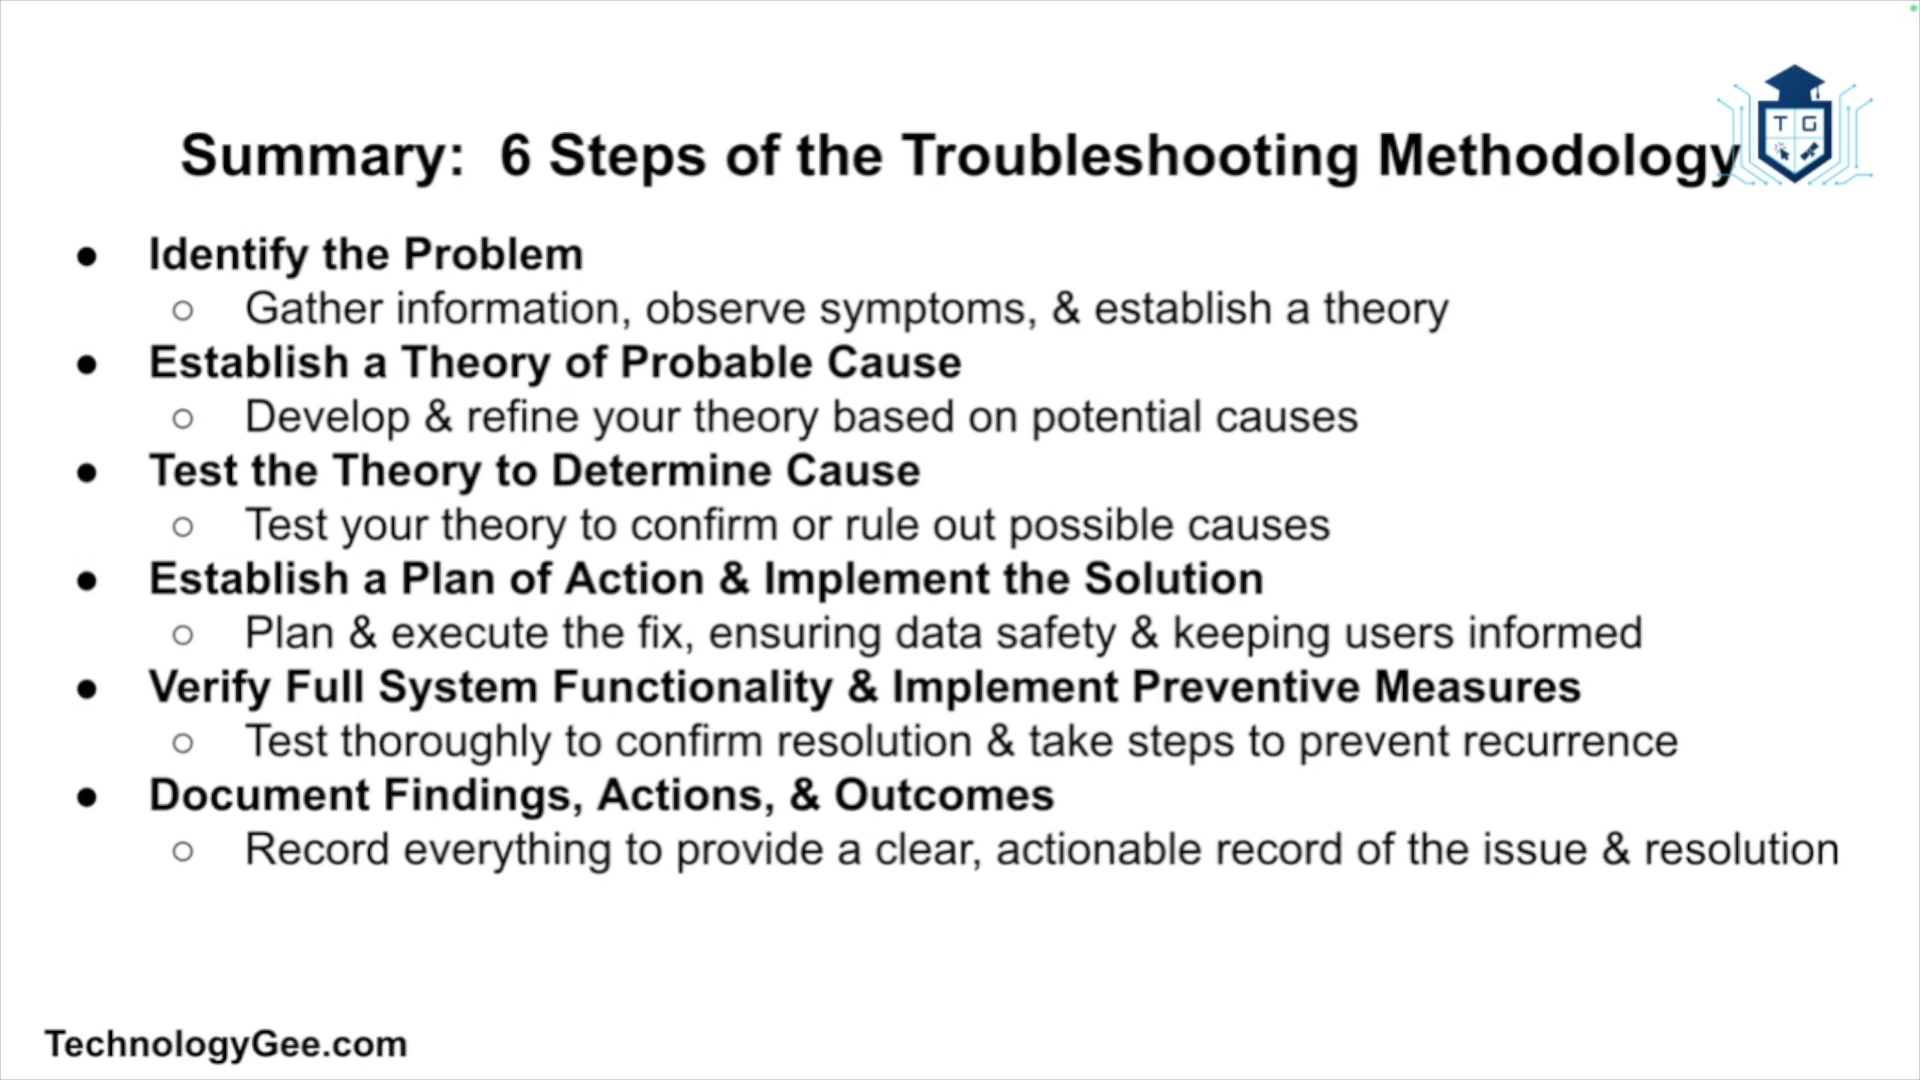 Summary: 6 Steps of the Troubleshooting Methodology
T G
● Identify the Problem
○ Gather information, observe symptoms, & establish a theory
● Establish a Theory of Probable Cause
○ Develop & refine your theory based on potential causes
● Test the Theory to Determine Cause
○ Test your theory to confirm or rule out possible causes
● Establish a Plan of Action & Implement the Solution
○ Plan & execute the fix, ensuring data safety & keeping users informed
● Verify Full System Functionality & Implement Preventive Measures
○ Test thoroughly to confirm resolution & take steps to prevent recurrence
● Document Findings, Actions, & Outcomes
○ Record everything to provide a clear, actionable record of the issue & resolution
TechnologyGee.com